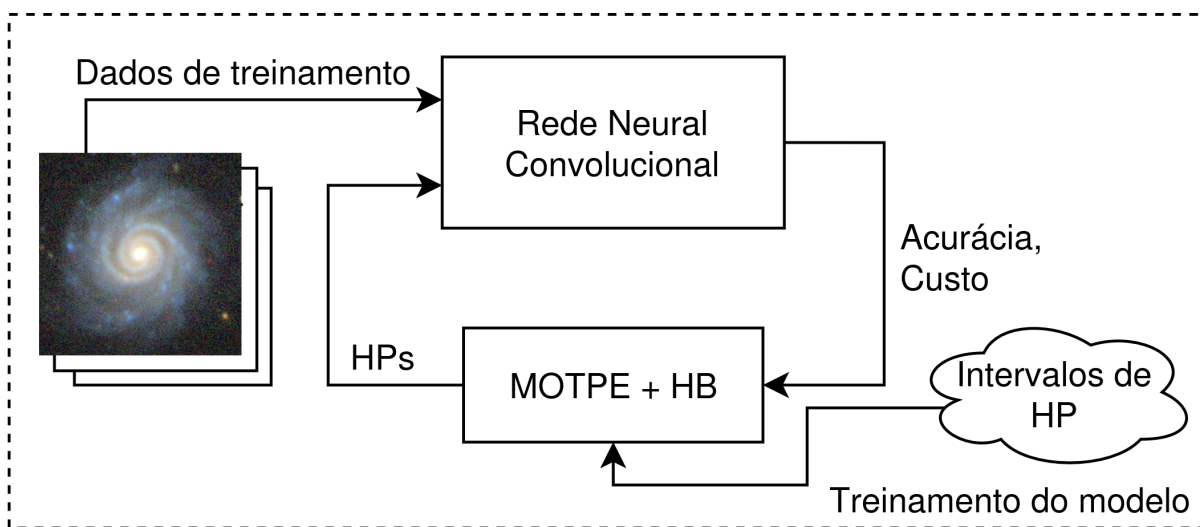 Dados de treinamento
Rede Neural
Convolucional
Acurácia,
Custo
HPs
MOTPE + HB
Intervalos de
HP
Treinamento do modelo